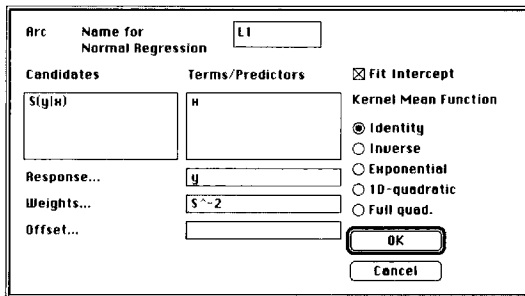 Arc Name for L1
Normal Regression
Candidates Terms/Predictors Fit Intercept
S(y|x) x Kernel Mean Function
Identity
Inverse
Response... y Exponential
Weights... S^-2 1D-quadratic
Offset... Full quad.
OK
Cancel